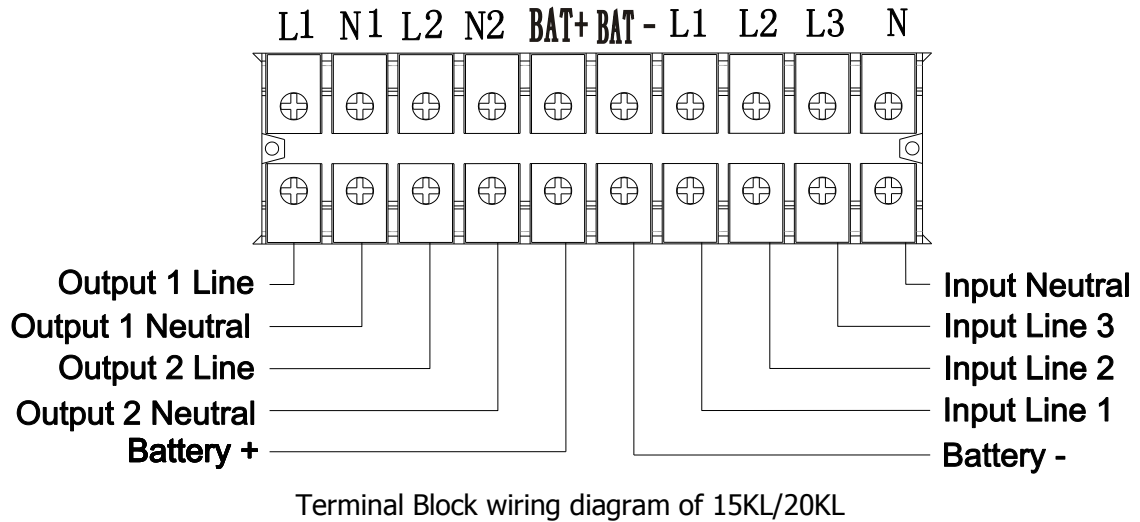 L1 N1 L2 N2 BAT+ BAT - L1 L2 L3 N
Output 1 Line
Output 1 Neutral
Output 2 Line
Output 2 Neutral
Battery +
Input Neutral
Input Line 3
Input Line 2
Input Line 1
Battery -
Terminal Block wiring diagram of 15KL/20KL